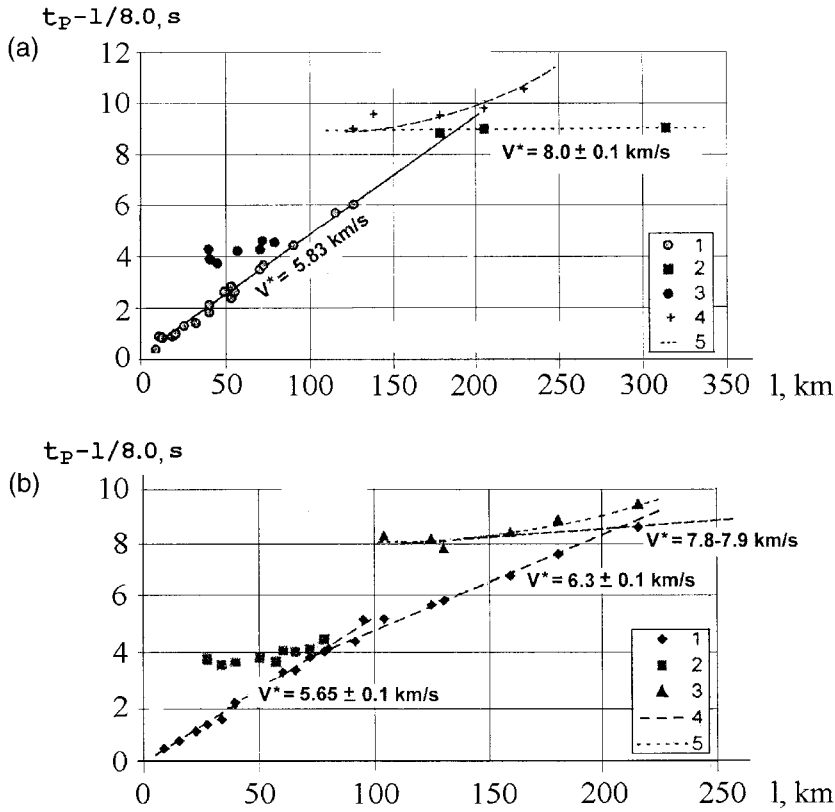 t_P-l/8.0, s
(a)
12
10
8
6
4
2
0
V* = 8.0 ± 0.1 km/s
V* = 5.83 km/s
1
2
3
4
5
0 50 100 150 200 250 300 350 l, km
t_P-l/8.0, s
(b)
10
8
6
4
2
0
V* = 7.8-7.9 km/s
V* = 6.3 ± 0.1 km/s
V* = 5.65 ± 0.1 km/s
1
2
3
4
5
0 50 100 150 200 250 l, km